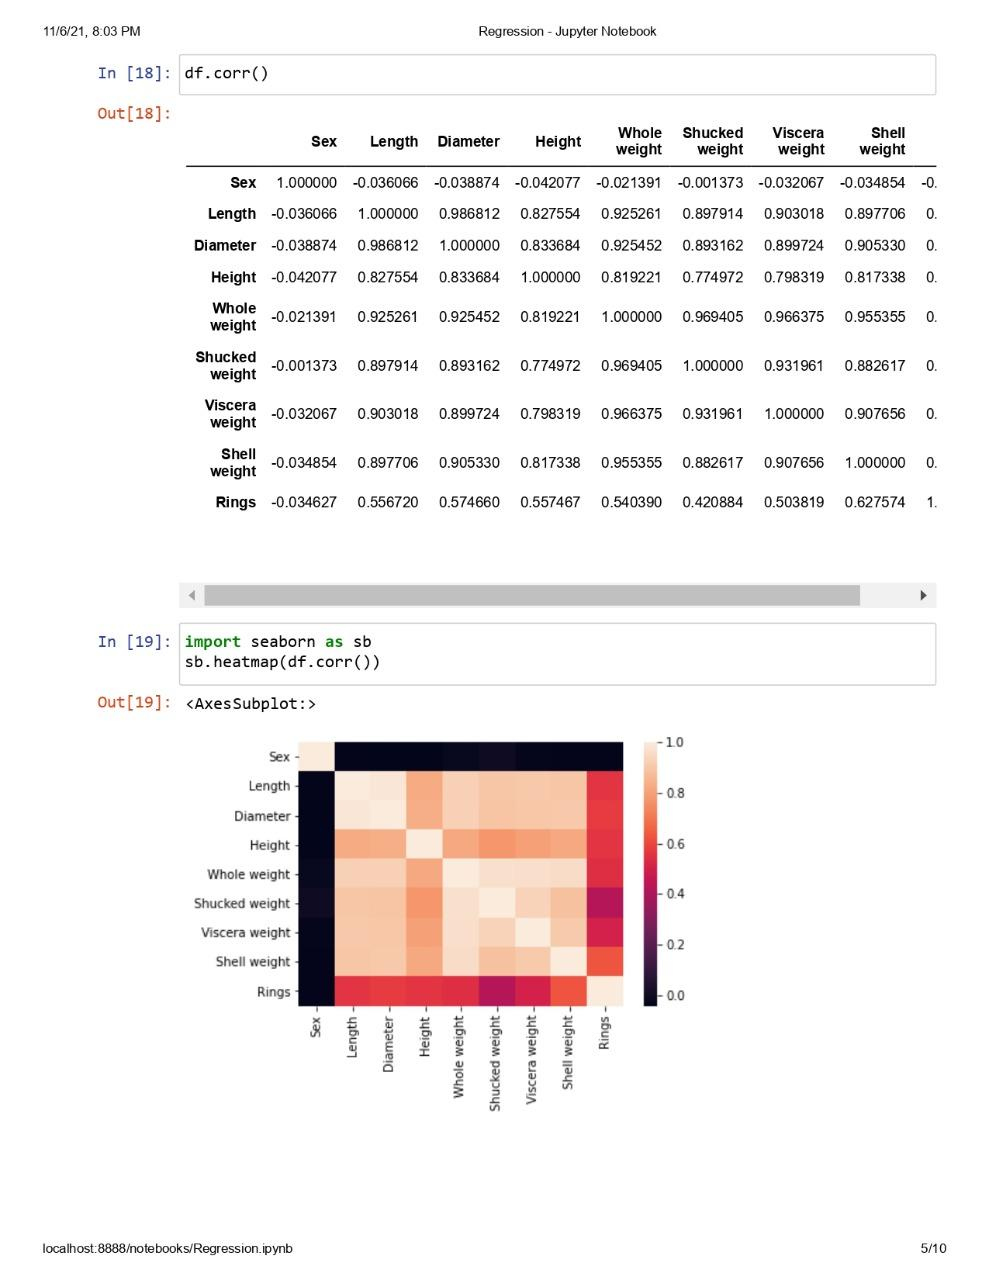 11/6/21, 8:03 PM Regression - Jupyter Notebook
In [18]: df.corr()
Out[18]:
Sex Length Diameter Height Whole weight Shucked weight Viscera weight Shell weight
Sex 1.000000 -0.036066 -0.038874 -0.042077 -0.021391 -0.001373 -0.032067 -0.034854 -0.
Length -0.036066 1.000000 0.986812 0.827554 0.925261 0.897914 0.903018 0.897706 0.
Diameter -0.038874 0.986812 1.000000 0.833684 0.925452 0.893162 0.899724 0.905330 0.
Height -0.042077 0.827554 0.833684 1.000000 0.819221 0.774972 0.798319 0.817338 0.
Whole weight -0.021391 0.925261 0.925452 0.819221 1.000000 0.969405 0.966375 0.955355 0.
Shucked weight -0.001373 0.897914 0.893162 0.774972 0.969405 1.000000 0.931961 0.882617 0.
Viscera weight -0.032067 0.903018 0.899724 0.798319 0.966375 0.931961 1.000000 0.907656 0.
Shell weight -0.034854 0.897706 0.905330 0.817338 0.955355 0.882617 0.907656 1.000000 0.
Rings -0.034627 0.556720 0.574660 0.557467 0.540390 0.420884 0.503819 0.627574 1.
In [19]: import seaborn as sb
sb.heatmap(df.corr())
Out[19]: <AxesSubplot:>
Sex
Length
Diameter
Height
Whole weight
Shucked weight
Viscera weight
Shell weight
Rings
Sex
Length
Diameter
Height
Whole weight
Shucked weight
Viscera weight
Shell weight
Rings
1.0
0.8
0.6
0.4
0.2
0.0
localhost:8888/notebooks/Regression.ipynb 5/10